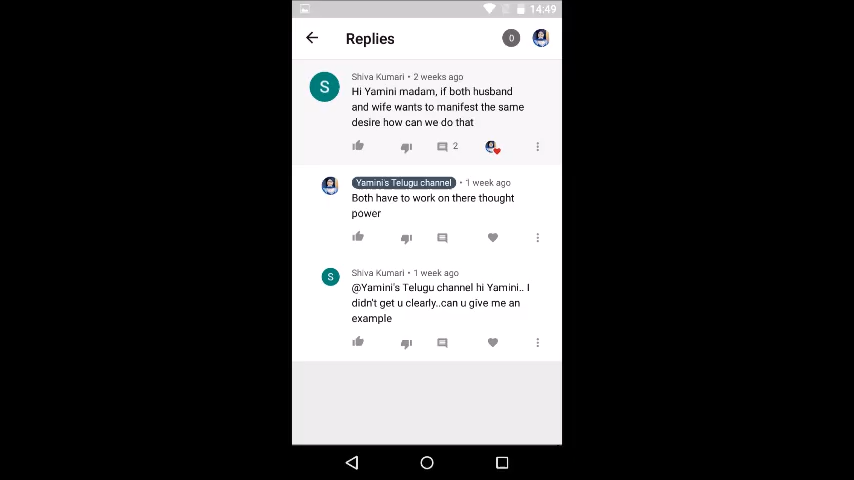 14:49
Replies
0
S
Shiva Kumari • 2 weeks ago
Hi Yamini madam, if both husband
and wife wants to manifest the same
desire how can we do that
2
Yamini's Telugu channel • 1 week ago
Both have to work on there thought
power
S
Shiva Kumari • 1 week ago
@Yamini's Telugu channel hi Yamini.. I
didn't get u clearly..can u give me an
example